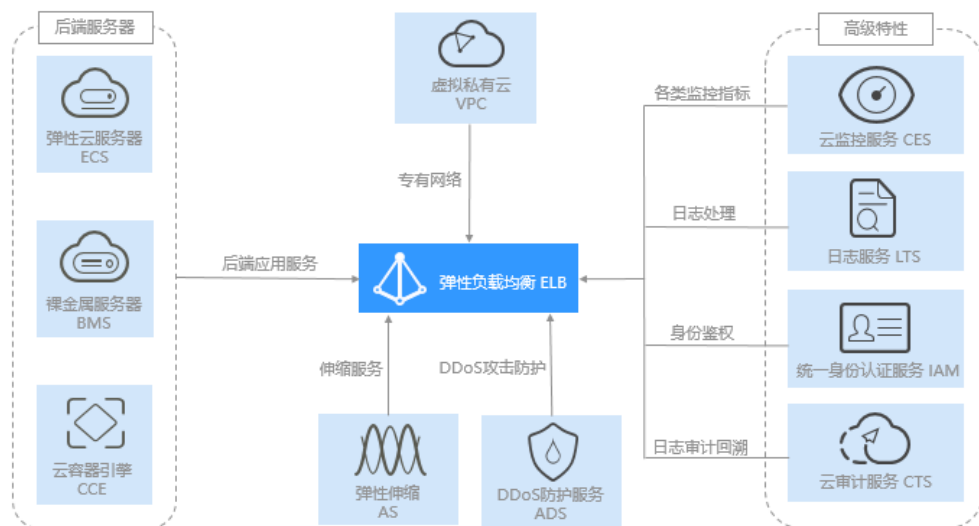 后端服务器
弹性云服务器
ECS
裸金属服务器
BMS
云容器引擎
CCE
后端应用服务
虚拟私有云
VPC
专有网络
弹性负载均衡 ELB
伸缩服务
DDoS攻击防护
弹性伸缩
AS
DDoS防护服务
ADS
高级特性
各类监控指标
云监控服务 CES
日志处理
日志服务 LTS
身份鉴权
统一身份认证服务 IAM
日志审计回溯
云审计服务 CTS